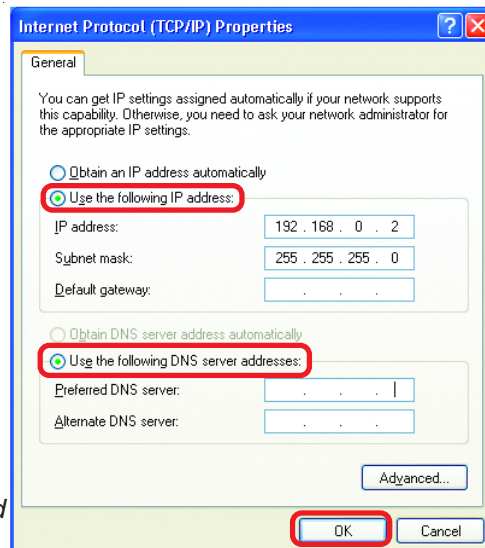 Internet Protocol (TCP/IP) Properties
General
You can get IP settings assigned automatically if your network supports
this capability. Otherwise, you need to ask your network administrator for
the appropriate IP settings.
Obtain an IP address automatically
Use the following IP address:
IP address: 192 . 168 . 0 . 2
Subnet mask: 255 . 255 . 255 . 0
Default gateway: . . .
Obtain DNS server address automatically
Use the following DNS server addresses:
Preferred DNS server: . . .
Alternate DNS server: . . .
Advanced...
OK Cancel